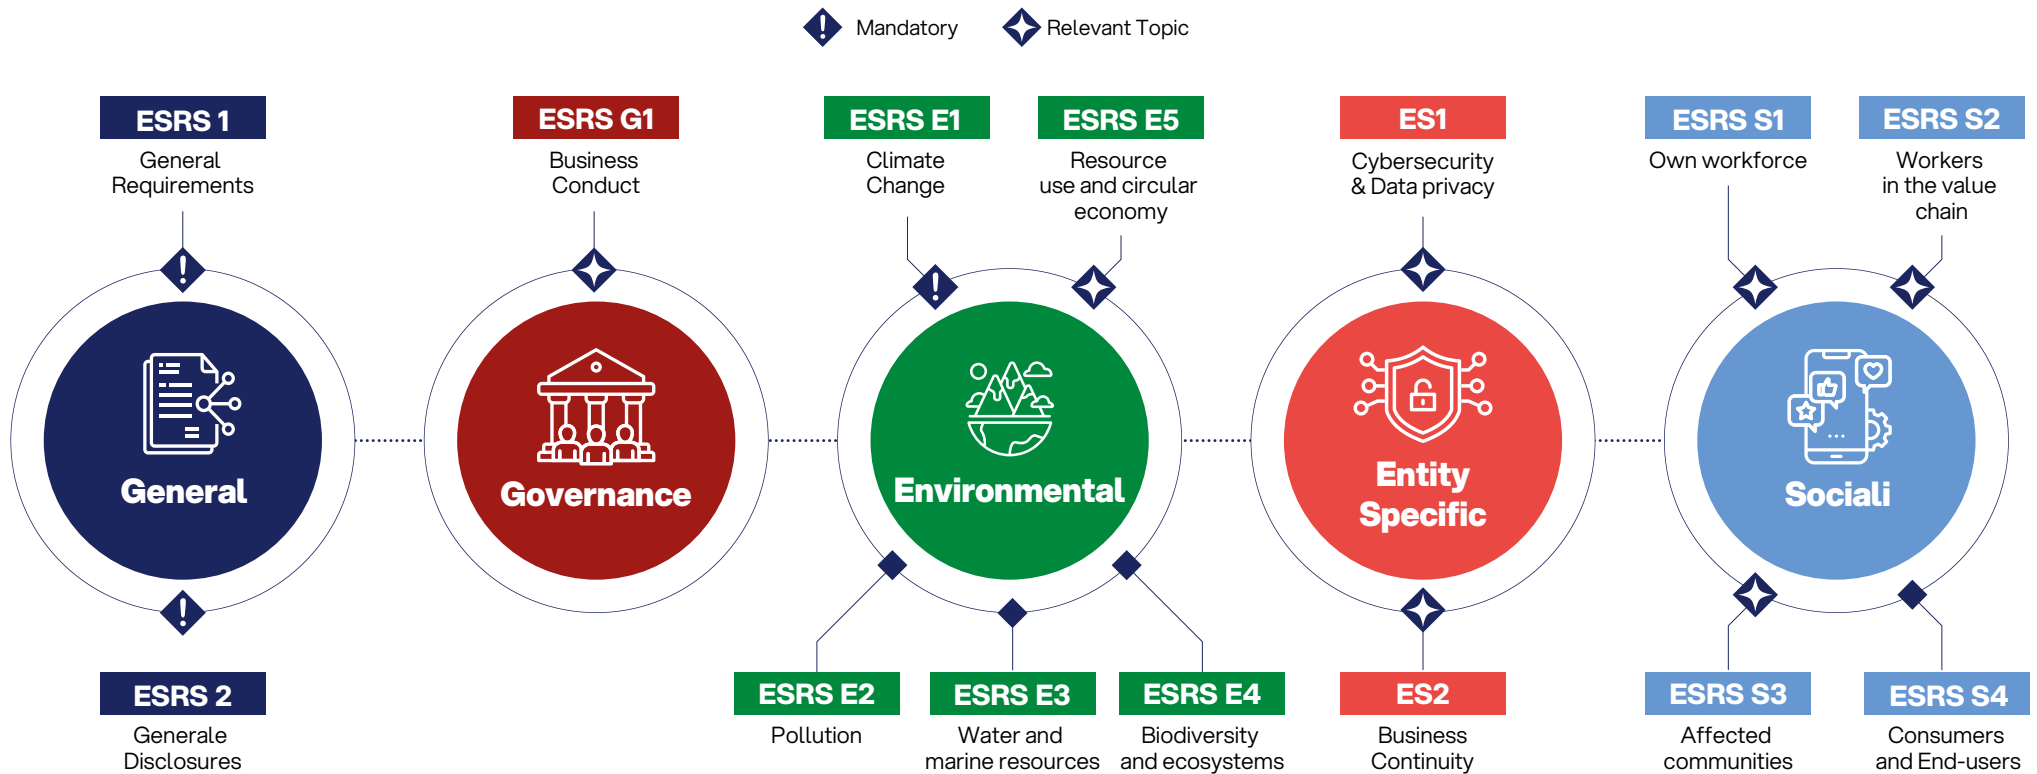 Mandatory
Relevant Topic
ESRS 1
General
Requirements
ESRS G1
Business
Conduct
ESRS E1
Climate
Change
ESRS E5
Resource
use and circular
economy
ES1
Cybersecurity
& Data privacy
ESRS S1
Own workforce
ESRS S2
Workers
in the value
chain
General
Governance
Environmental
Entity
Specific
Sociali
ESRS 2
Generale
Disclosures
ESRS E2
Pollution
ESRS E3
Water and
marine resources
ESRS E4
Biodiversity
and ecosystems
ES2
Business
Continuity
ESRS S3
Affected
communities
ESRS S4
Consumers
and End-users